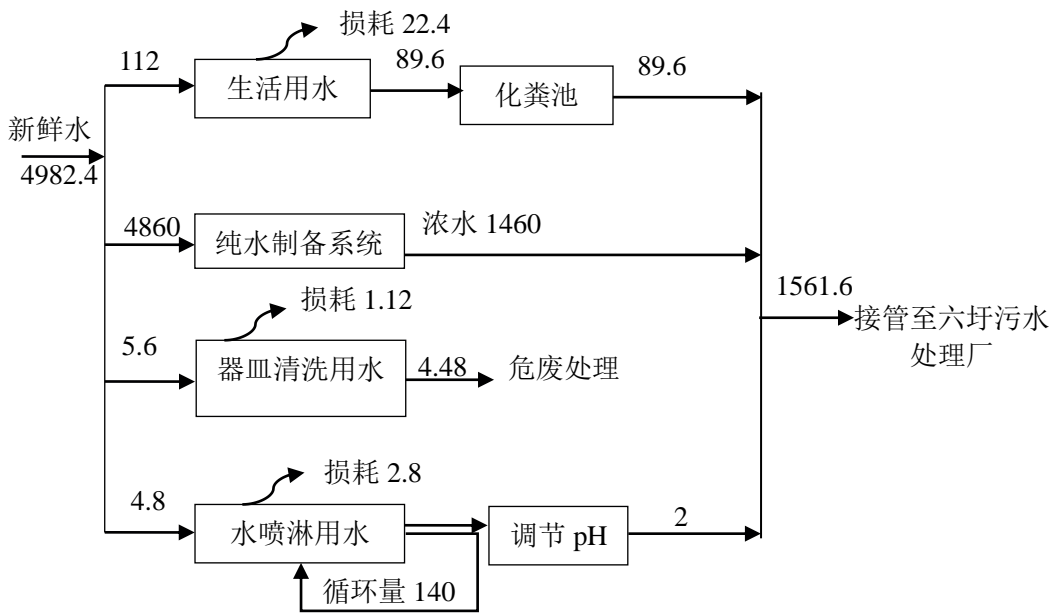 损耗 22.4
112
生活用水
89.6
化粪池
89.6
新鲜水
4982.4
4860
纯水制备系统
浓水 1460
损耗 1.12
5.6
器皿清洗用水
4.48
危废处理
1561.6
接管至六圩污水
处理厂
损耗 2.8
4.8
水喷淋用水
调节 pH
2
循环量 140